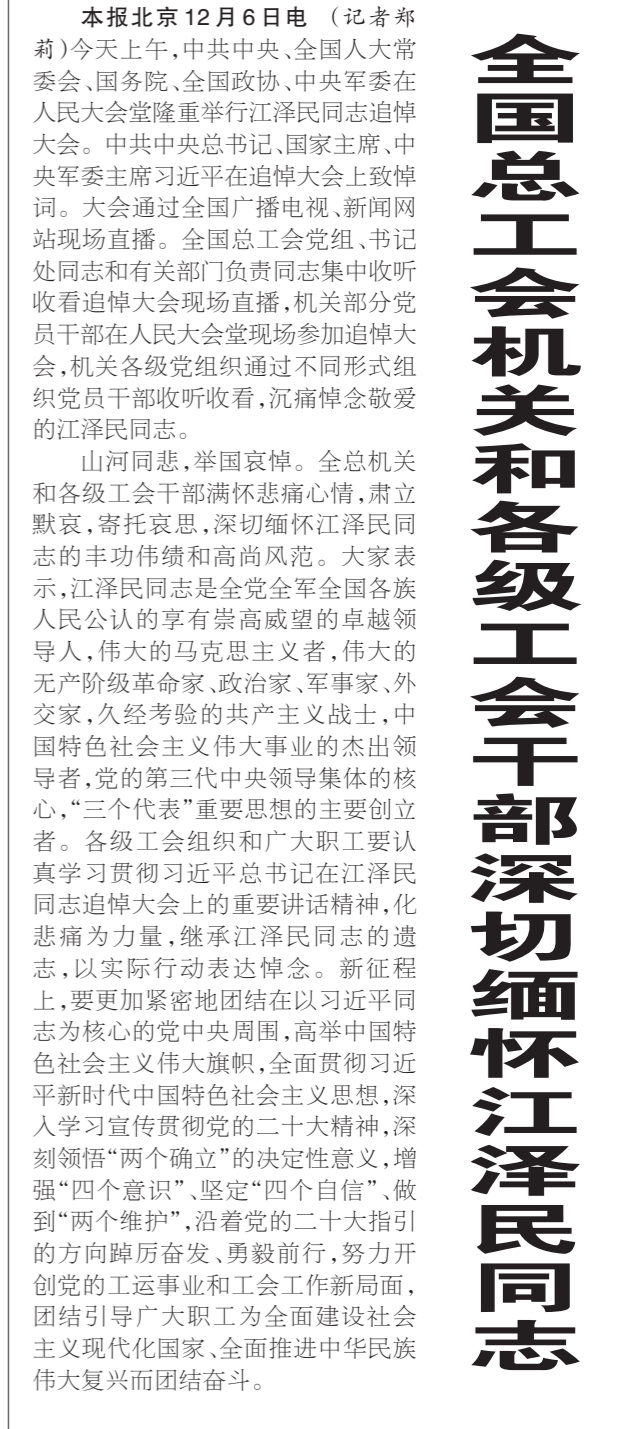 全国总工会机关和各级工会干部深切缅怀江泽民同志
本报北京12月6日电 （记者郑
莉）今天上午，中共中央、全国人大常
委会、国务院、全国政协、中央军委在
人民大会堂隆重举行江泽民同志追悼
大会。中共中央总书记、国家主席、中
央军委主席习近平在追悼大会上致悼
词。大会通过全国广播电视、新闻网
站现场直播。全国总工会党组、书记
处同志和有关部门负责同志集中收听
收看追悼大会现场直播，机关部分党
员干部在人民大会堂现场参加追悼大
会，机关各级党组织通过不同形式组
织党员干部收听收看，沉痛悼念敬爱
的江泽民同志。
山河同悲，举国哀悼。全总机关
和各级工会干部满怀悲痛心情，肃立
默哀，寄托哀思，深切缅怀江泽民同
志的丰功伟绩和高尚风范。大家表
示，江泽民同志是全党全军全国各族
人民公认的享有崇高威望的卓越领
导人，伟大的马克思主义者，伟大的
无产阶级革命家、政治家、军事家、外
交家，久经考验的共产主义战士，中
国特色社会主义伟大事业的杰出领
导者，党的第三代中央领导集体的核
心，“三个代表”重要思想的主要创立
者。各级工会组织和广大职工要认
真学习贯彻习近平总书记在江泽民
同志追悼大会上的重要讲话精神，化
悲痛为力量，继承江泽民同志的遗
志，以实际行动表达悼念。新征程
上，要更加紧密地团结在以习近平同
志为核心的党中央周围，高举中国特
色社会主义伟大旗帜，全面贯彻习近
平新时代中国特色社会主义思想，深
入学习宣传贯彻党的二十大精神，深
刻领悟“两个确立”的决定性意义，增
强“四个意识”、坚定“四个自信”、做
到“两个维护”，沿着党的二十大指引
的方向踔厉奋发、勇毅前行，努力开
创党的工运事业和工会工作新局面，
团结引导广大职工为全面建设社会
主义现代化国家、全面推进中华民族
伟大复兴而团结奋斗。